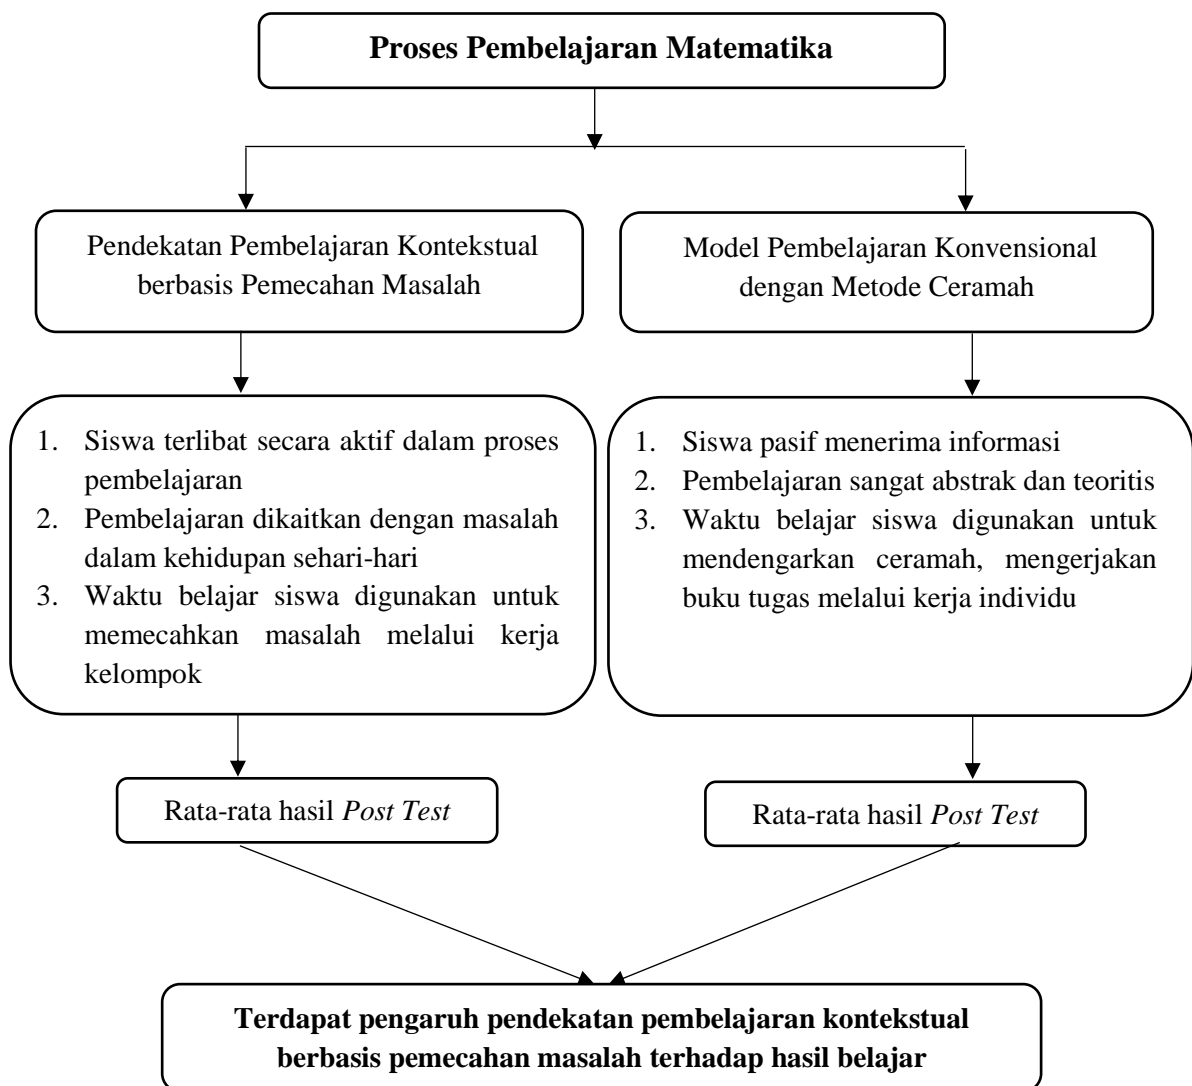 Proses Pembelajaran Matematika
Pendekatan Pembelajaran Kontekstual
berbasis Pemecahan Masalah
Model Pembelajaran Konvensional
dengan Metode Ceramah
1. Siswa terlibat secara aktif dalam proses
pembelajaran
2. Pembelajaran dikaitkan dengan masalah
dalam kehidupan sehari-hari
3. Waktu belajar siswa digunakan untuk
memecahkan masalah melalui kerja
kelompok
1. Siswa pasif menerima informasi
2. Pembelajaran sangat abstrak dan teoritis
3. Waktu belajar siswa digunakan untuk
mendengarkan ceramah, mengerjakan
buku tugas melalui kerja individu
Rata-rata hasil Post Test
Rata-rata hasil Post Test
Terdapat pengaruh pendekatan pembelajaran kontekstual
berbasis pemecahan masalah terhadap hasil belajar